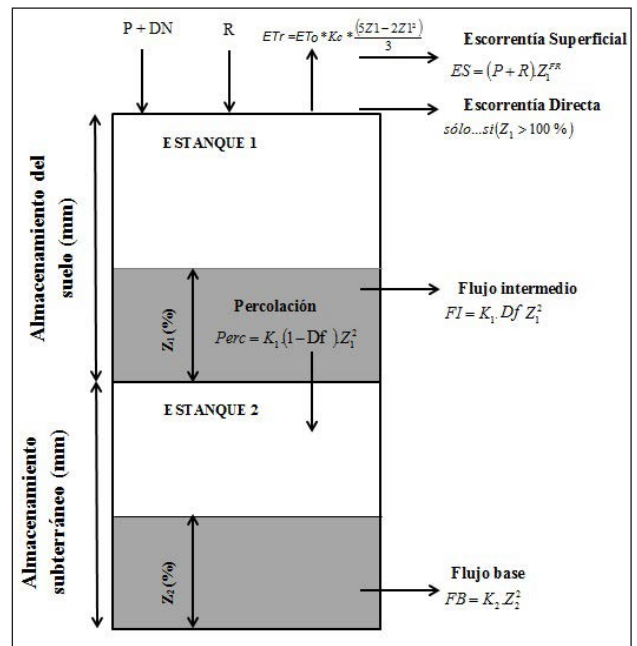 P + DN
R
ETr = ETo * Kc * (5Z1 − 2Z1²)/3
Escorrentía Superficial
ES = (P + R).Z₁^FR
Escorrentía Directa
sólo...si(Z₁ > 100 %)
ESTANQUE 1
Almacenamiento del
suelo (mm)
Z₁ (%)
Percolación
Perc = K₁.(1 − Df ).Z₁²
Flujo intermedio
FI = K₁. Df Z₁²
ESTANQUE 2
Almacenamiento
subterráneo (mm)
Z₂ (%)
Flujo base
FB = K₂.Z₂²